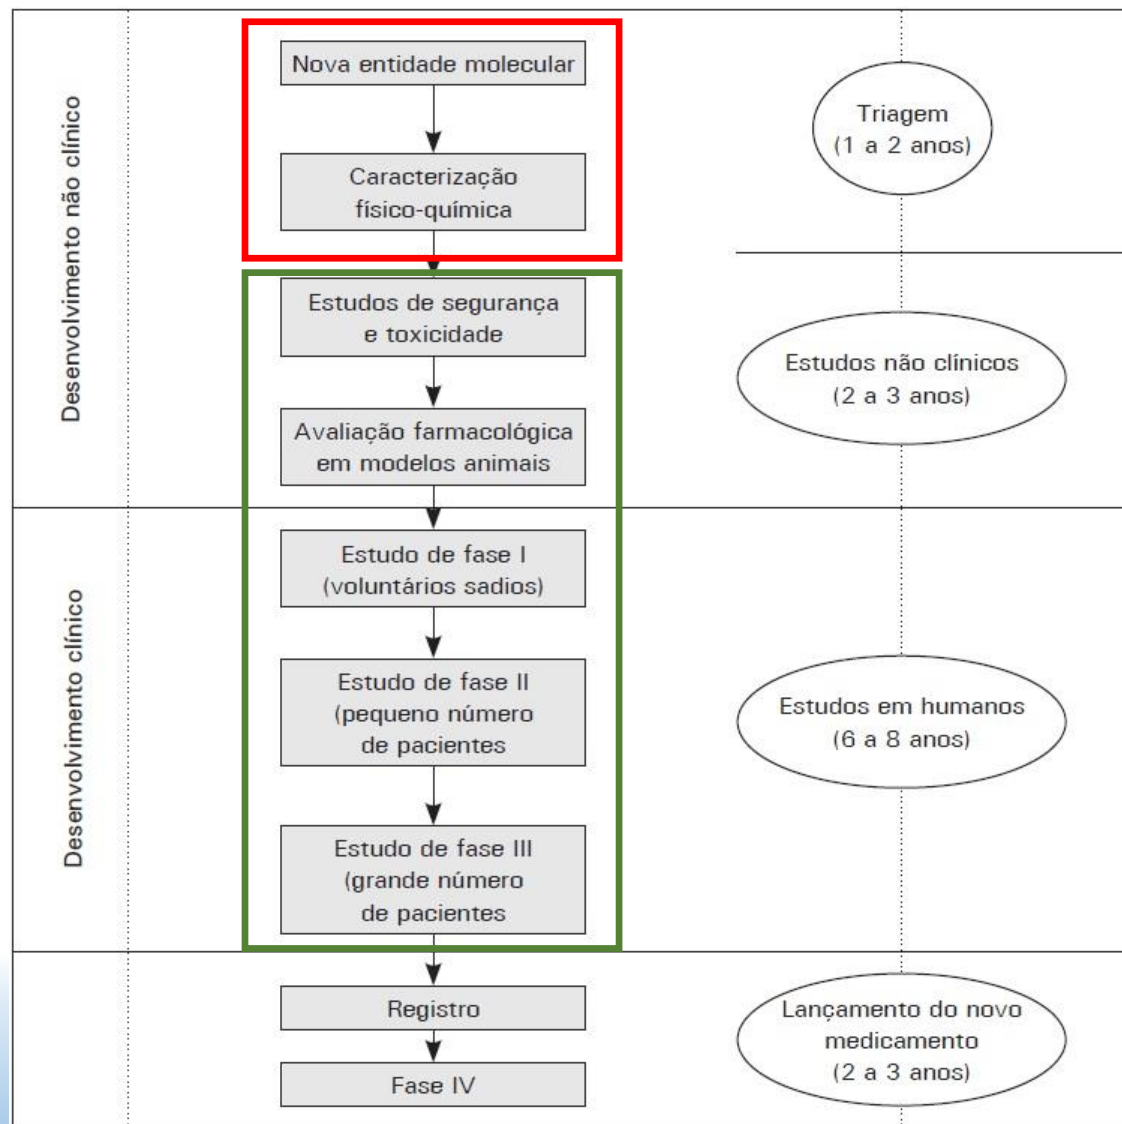 Desenvolvimento não clínico
Nova entidade molecular
Caracterização
físico-química
Triagem
(1 a 2 anos)
Estudos de segurança
e toxicidade
Avaliação farmacológica
em modelos animais
Estudos não clínicos
(2 a 3 anos)
Desenvolvimento clínico
Estudo de fase I
(voluntários sadios)
Estudo de fase II
(pequeno número
de pacientes
Estudo de fase III
(grande número
de pacientes
Estudos em humanos
(6 a 8 anos)
Registro
Fase IV
Lançamento do novo
medicamento
(2 a 3 anos)